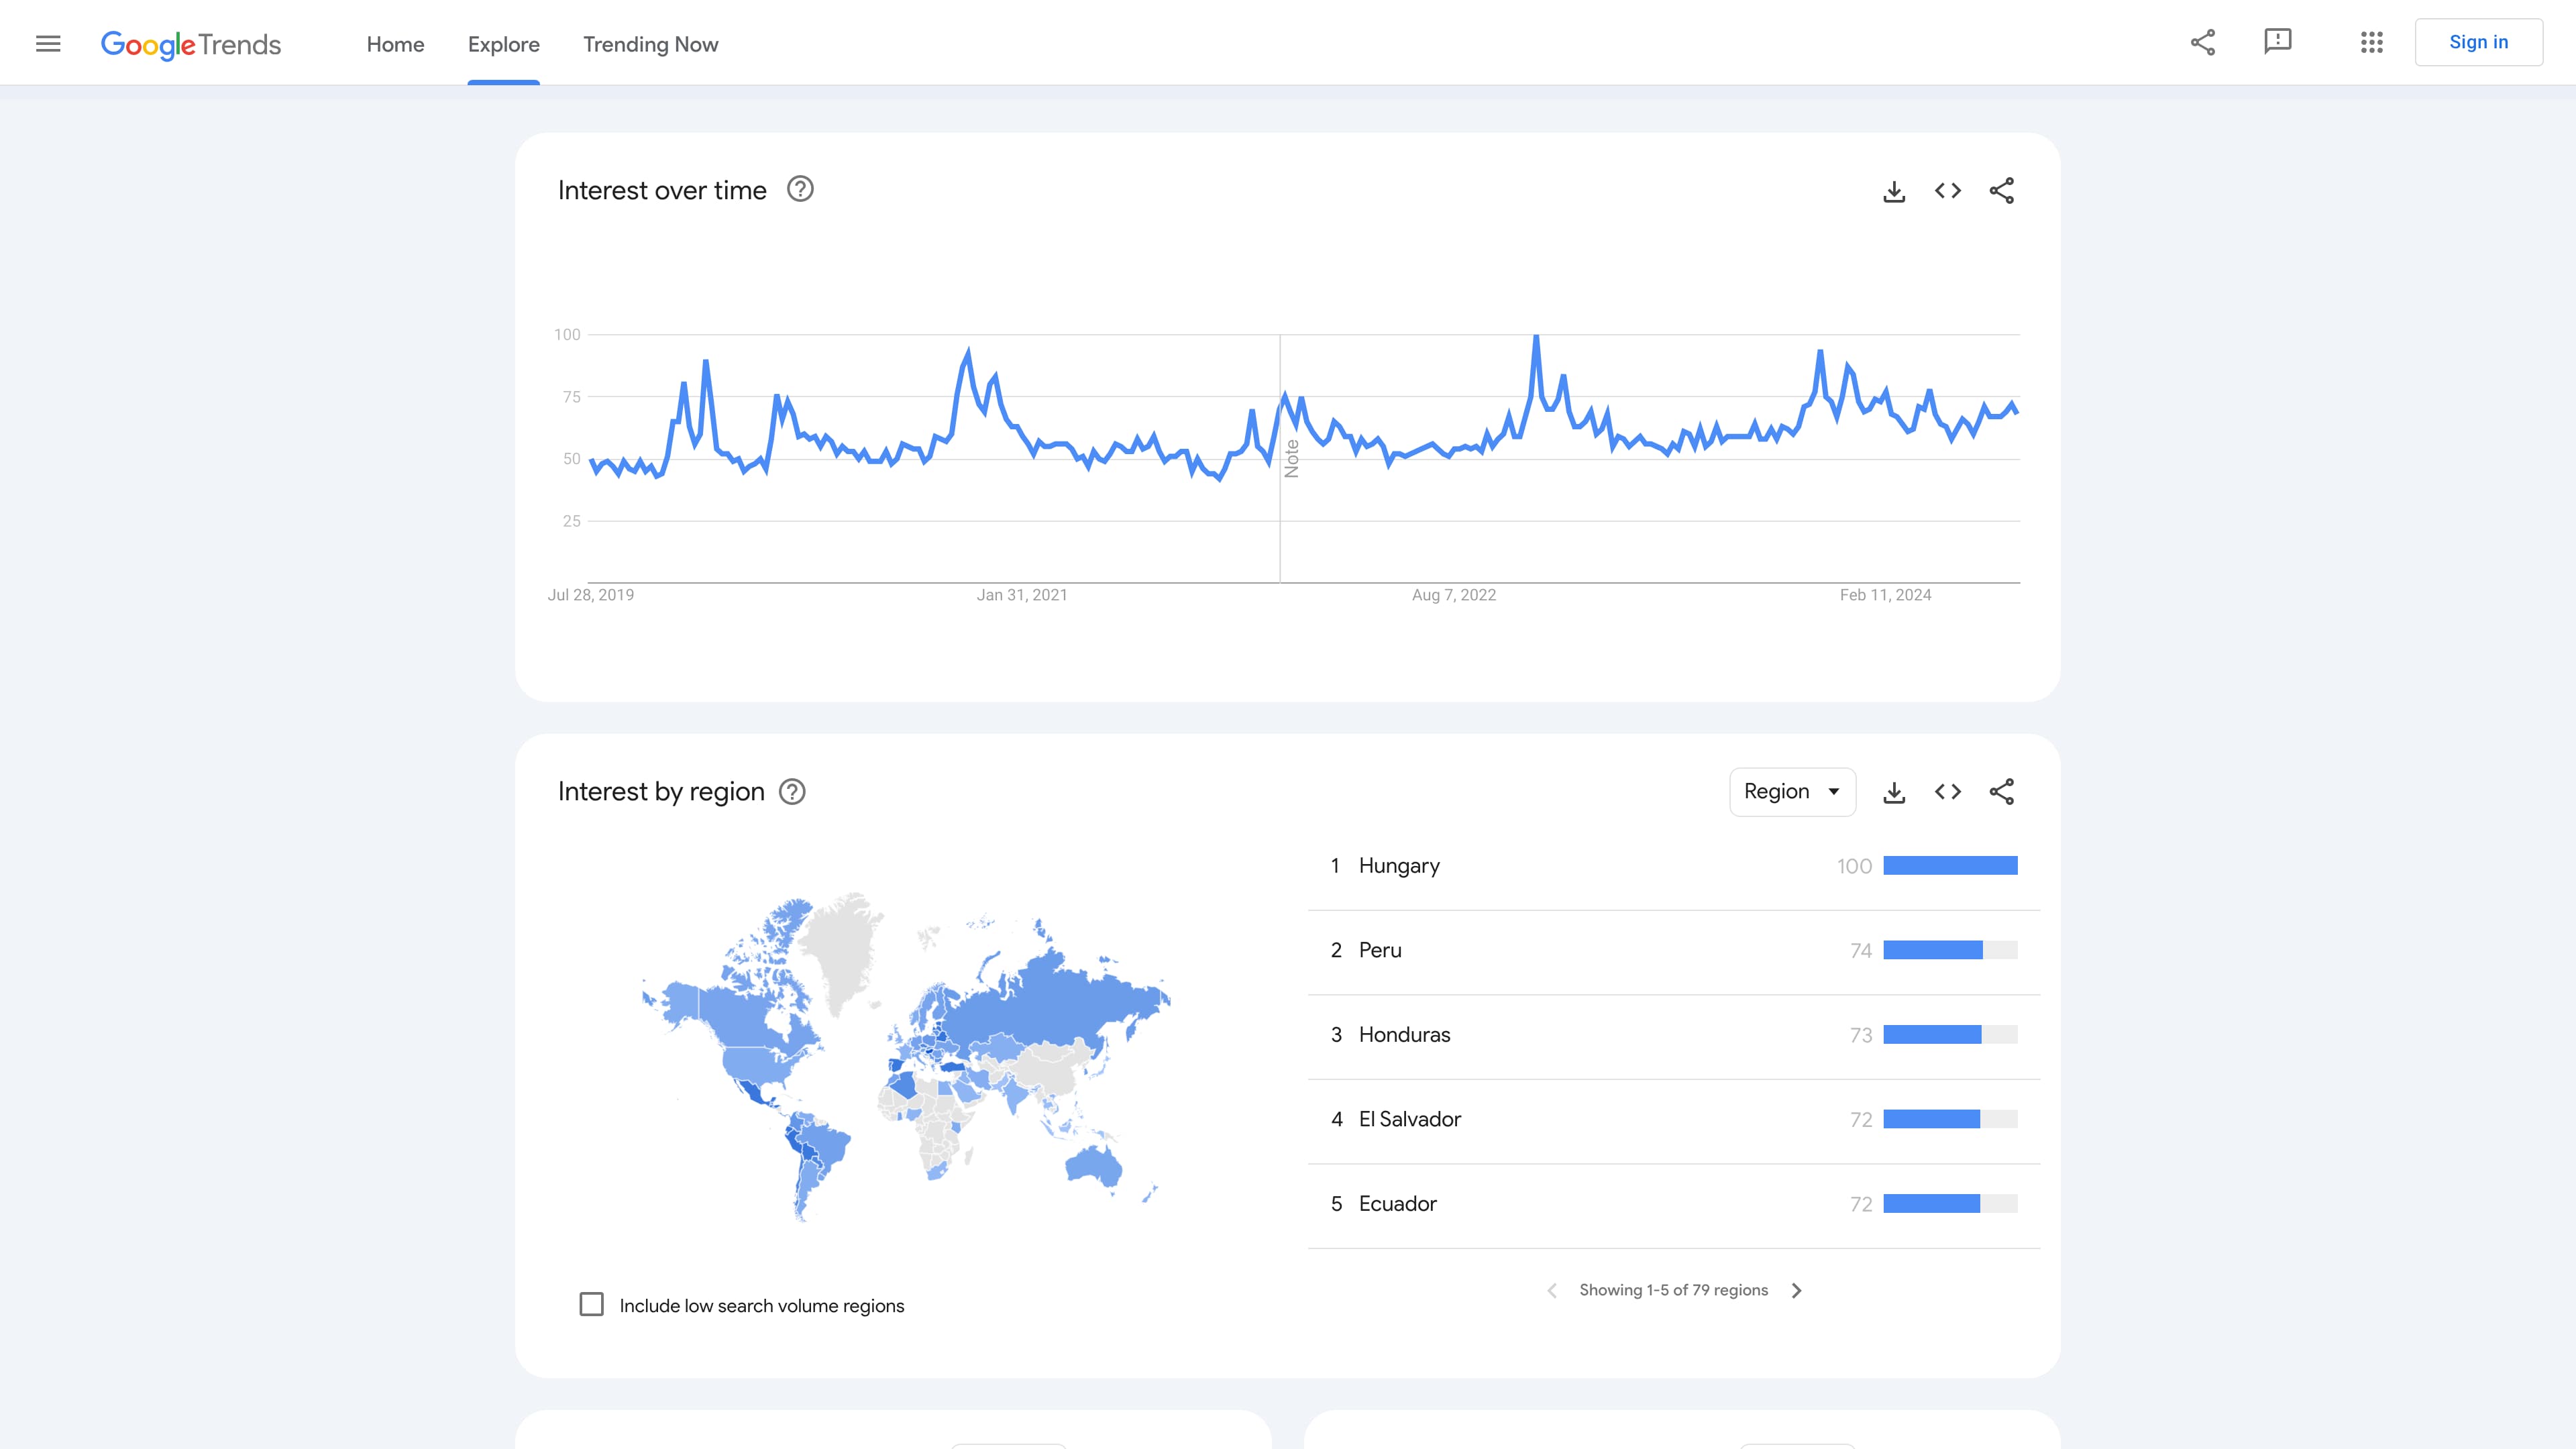 Google Trends
Home
Explore
Trending Now
Sign in
Interest over time
100
75
50
25
Note
Jul 28, 2019
Jan 31, 2021
Aug 7, 2022
Feb 11, 2024
Interest by region
Region
1 Hungary 100
2 Peru 74
3 Honduras 73
4 El Salvador 72
5 Ecuador 72
Include low search volume regions
Showing 1-5 of 79 regions